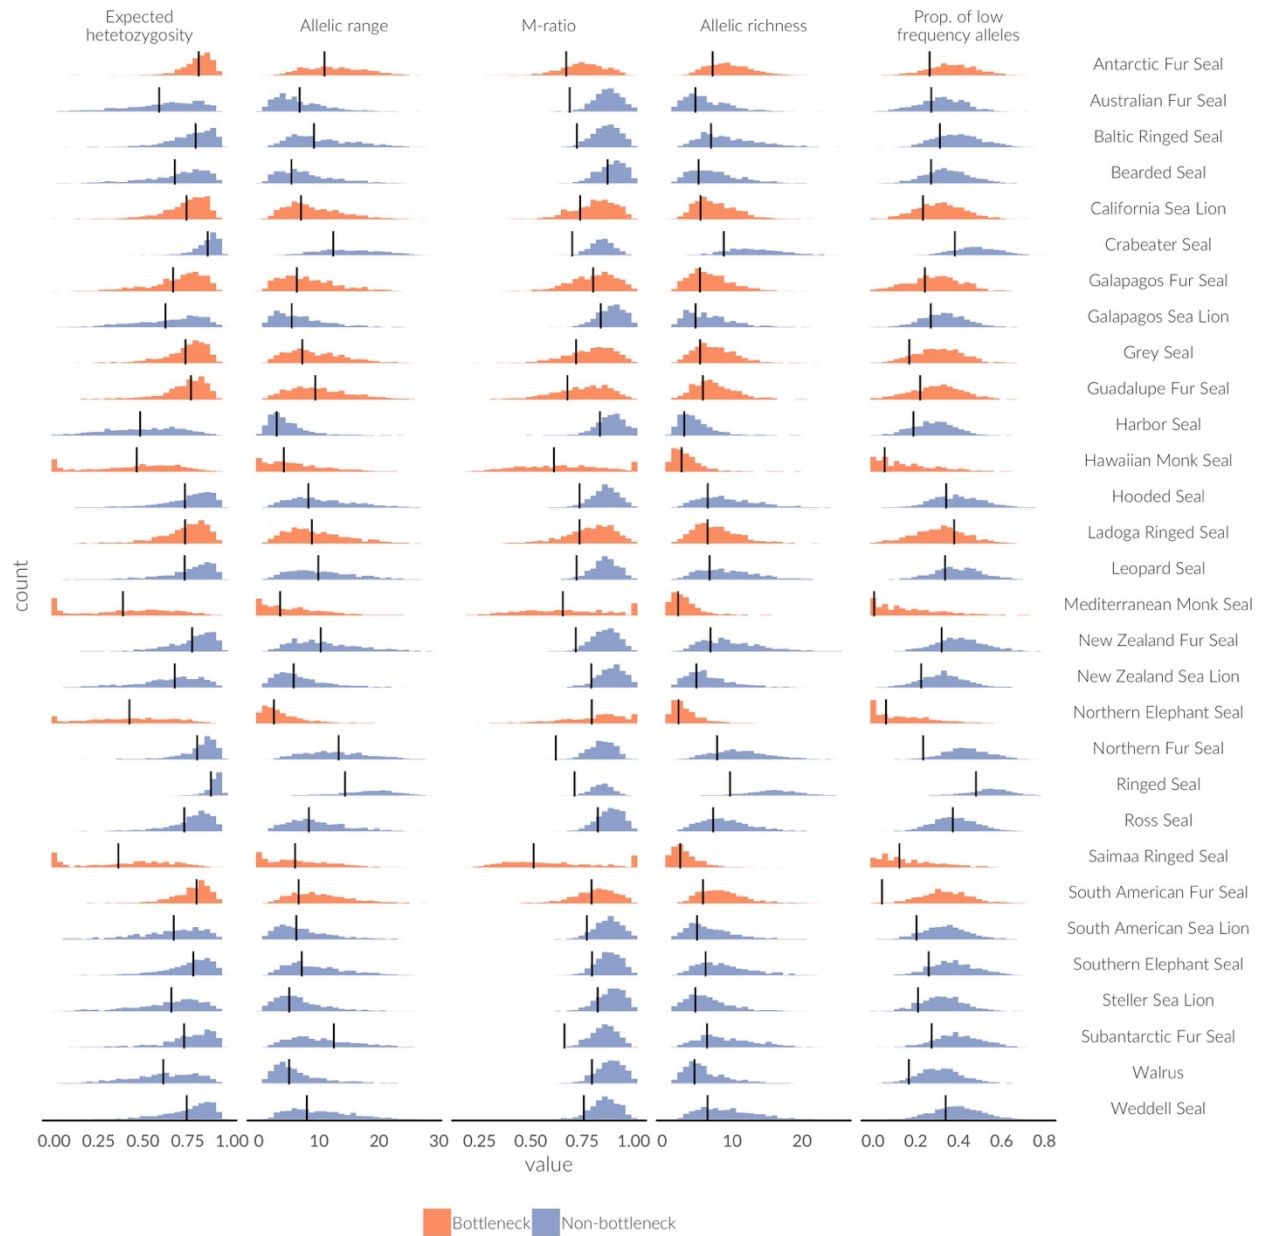 Expected
hetetozygosity
Allelic range
M-ratio
Allelic richness
Prop. of low
frequency alleles
Antarctic Fur Seal
Australian Fur Seal
Baltic Ringed Seal
Bearded Seal
California Sea Lion
Crabeater Seal
Galapagos Fur Seal
Galapagos Sea Lion
Grey Seal
Guadalupe Fur Seal
Harbor Seal
Hawaiian Monk Seal
Hooded Seal
Ladoga Ringed Seal
Leopard Seal
Mediterranean Monk Seal
New Zealand Fur Seal
New Zealand Sea Lion
Northern Elephant Seal
Northern Fur Seal
Ringed Seal
Ross Seal
Saimaa Ringed Seal
South American Fur Seal
South American Sea Lion
Southern Elephant Seal
Steller Sea Lion
Subantarctic Fur Seal
Walrus
Weddell Seal
count
0.00 0.25 0.50 0.75 1.00 0 10 20 30 0.25 0.50 0.75 1.00 0 10 20 0.0 0.2 0.4 0.6 0.8
value
Bottleneck Non-bottleneck